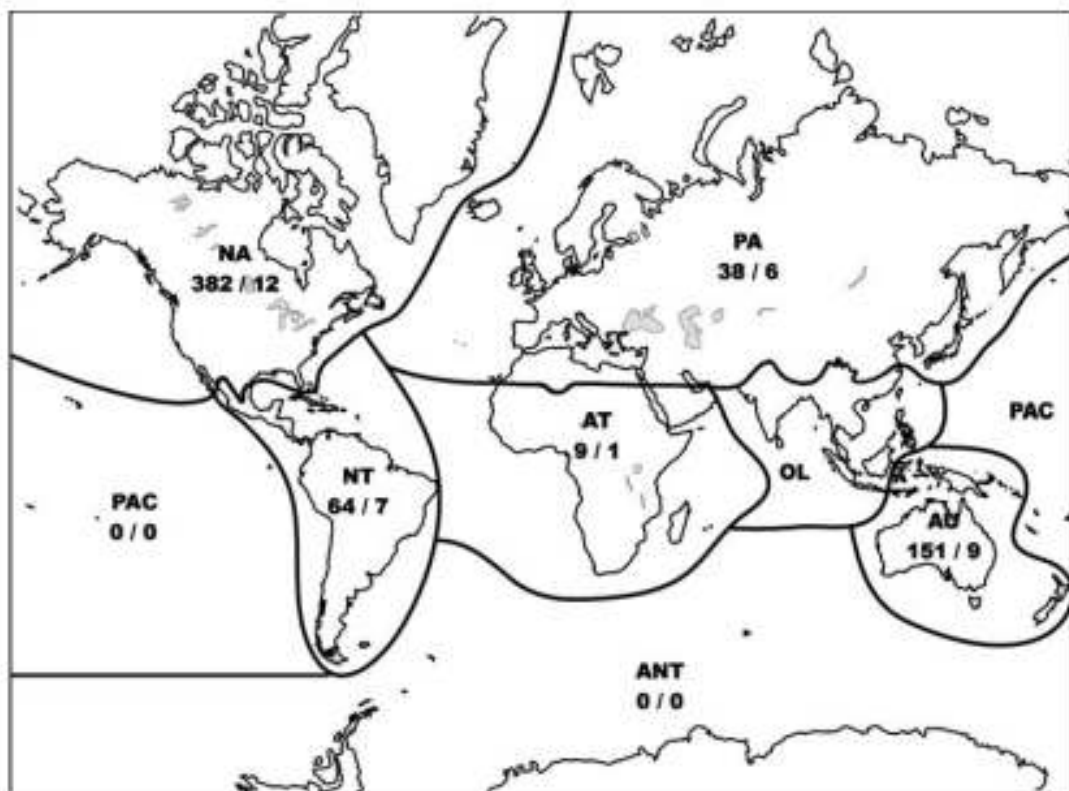 NA
382 / 12
PA
38 / 6
PAC
AT
9 / 1
NT
64 / 7
OL
PAC
0 / 0
AU
151 / 9
ANT
0 / 0